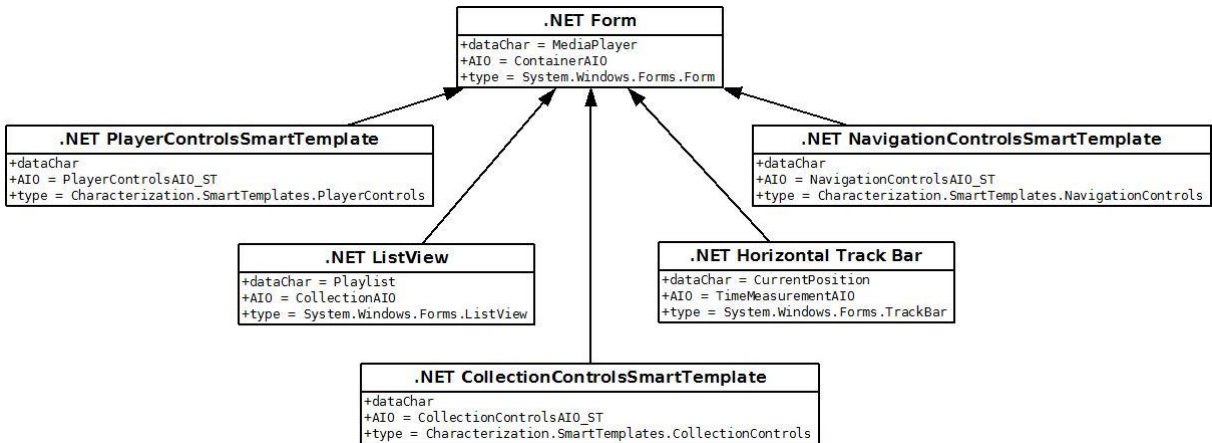 .NET Form
+dataChar = MediaPlayer
+AIO = ContainerAIO
+type = System.Windows.Forms.Form
.NET PlayerControlsSmartTemplate
+dataChar
+AIO = PlayerControlsAIO_ST
+type = Characterization.SmartTemplates.PlayerControls
.NET NavigationControlsSmartTemplate
+dataChar
+AIO = NavigationControlsAIO_ST
+type = Characterization.SmartTemplates.NavigationControls
.NET ListView
+dataChar = Playlist
+AIO = CollectionAIO
+type = System.Windows.Forms.ListView
.NET Horizontal Track Bar
+dataChar = CurrentPosition
+AIO = TimeMeasurementAIO
+type = System.Windows.Forms.TrackBar
.NET CollectionControlsSmartTemplate
+dataChar
+AIO = CollectionControlsAIO_ST
+type = Characterization.SmartTemplates.CollectionControls